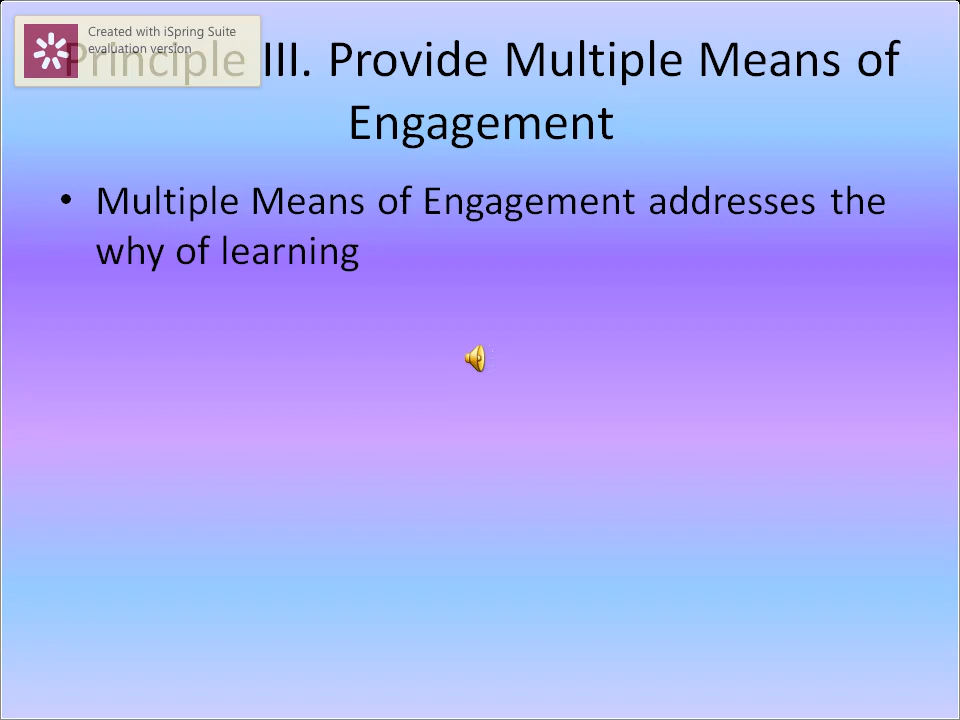 Created with iSpring Suite
evaluation version
Principle III. Provide Multiple Means of
Engagement
• Multiple Means of Engagement addresses the
why of learning